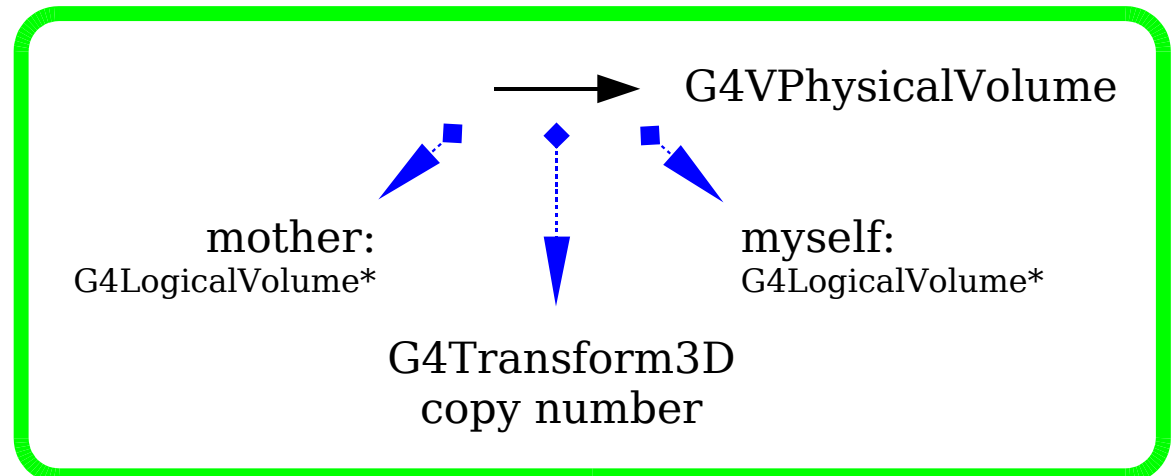 G4VPhysicalVolume
mother:
G4LogicalVolume*
myself:
G4LogicalVolume*
G4Transform3D
copy number